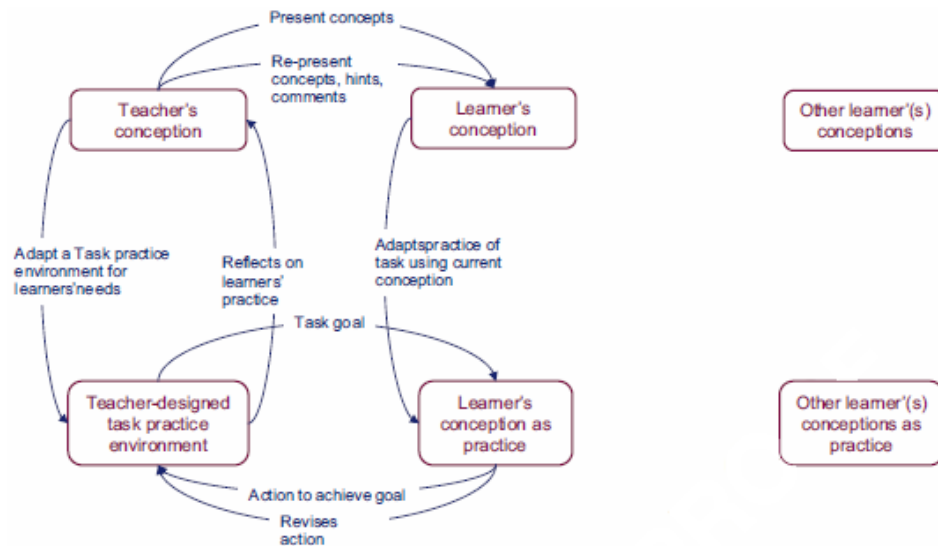 Present concepts
Re-present
concepts, hints,
comments
Teacher's
conception
Learner's
conception
Other learner'(s)
conceptions
Adapt a Task practice
environment for
learners'needs
Reflects on
learners'
practice
Adaptspractice of
task using current
conception
Task goal
Teacher-designed
task practice
environment
Learner's
conception as
practice
Other learner'(s)
conceptions as
practice
Action to achieve goal
Revises
action